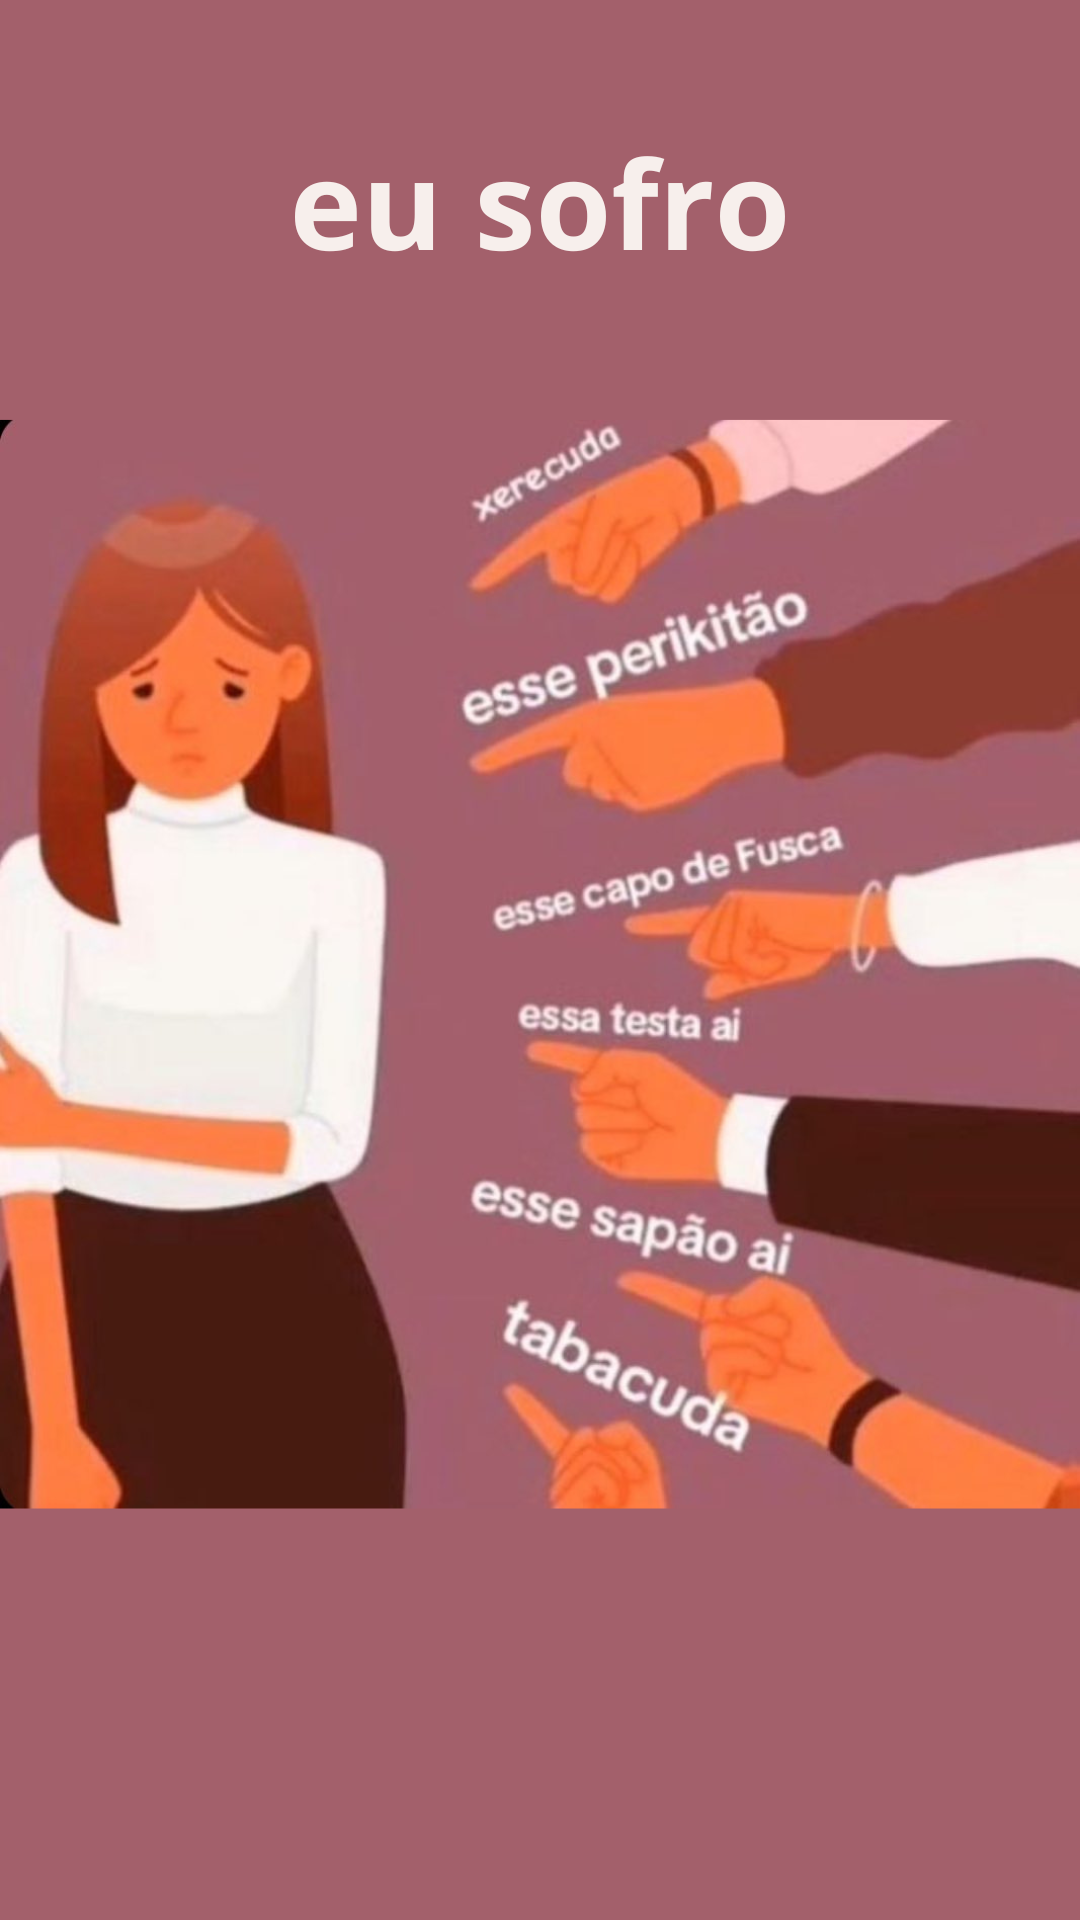 eu sofro
xerecuda
esse perikitão
esse capo de Fusca
essa testa ai
esse sapão ai
tabacuda